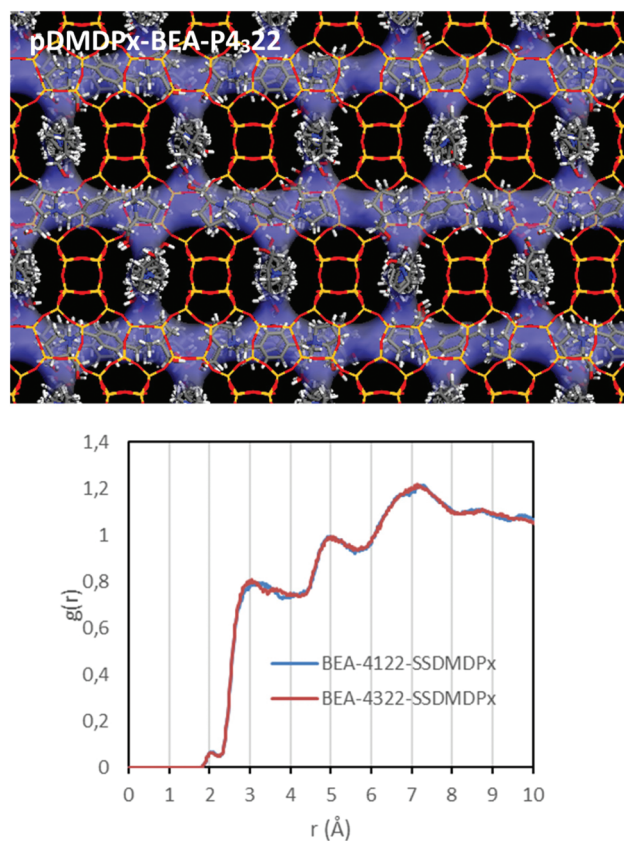 pDMDPx-BEA-P4₃22
1,4
1,2
1
0,8
0,6
0,4
0,2
0
g(r)
BEA-4122-SSDMDPx
BEA-4322-SSDMDPx
0 1 2 3 4 5 6 7 8 9 10
r (Å)